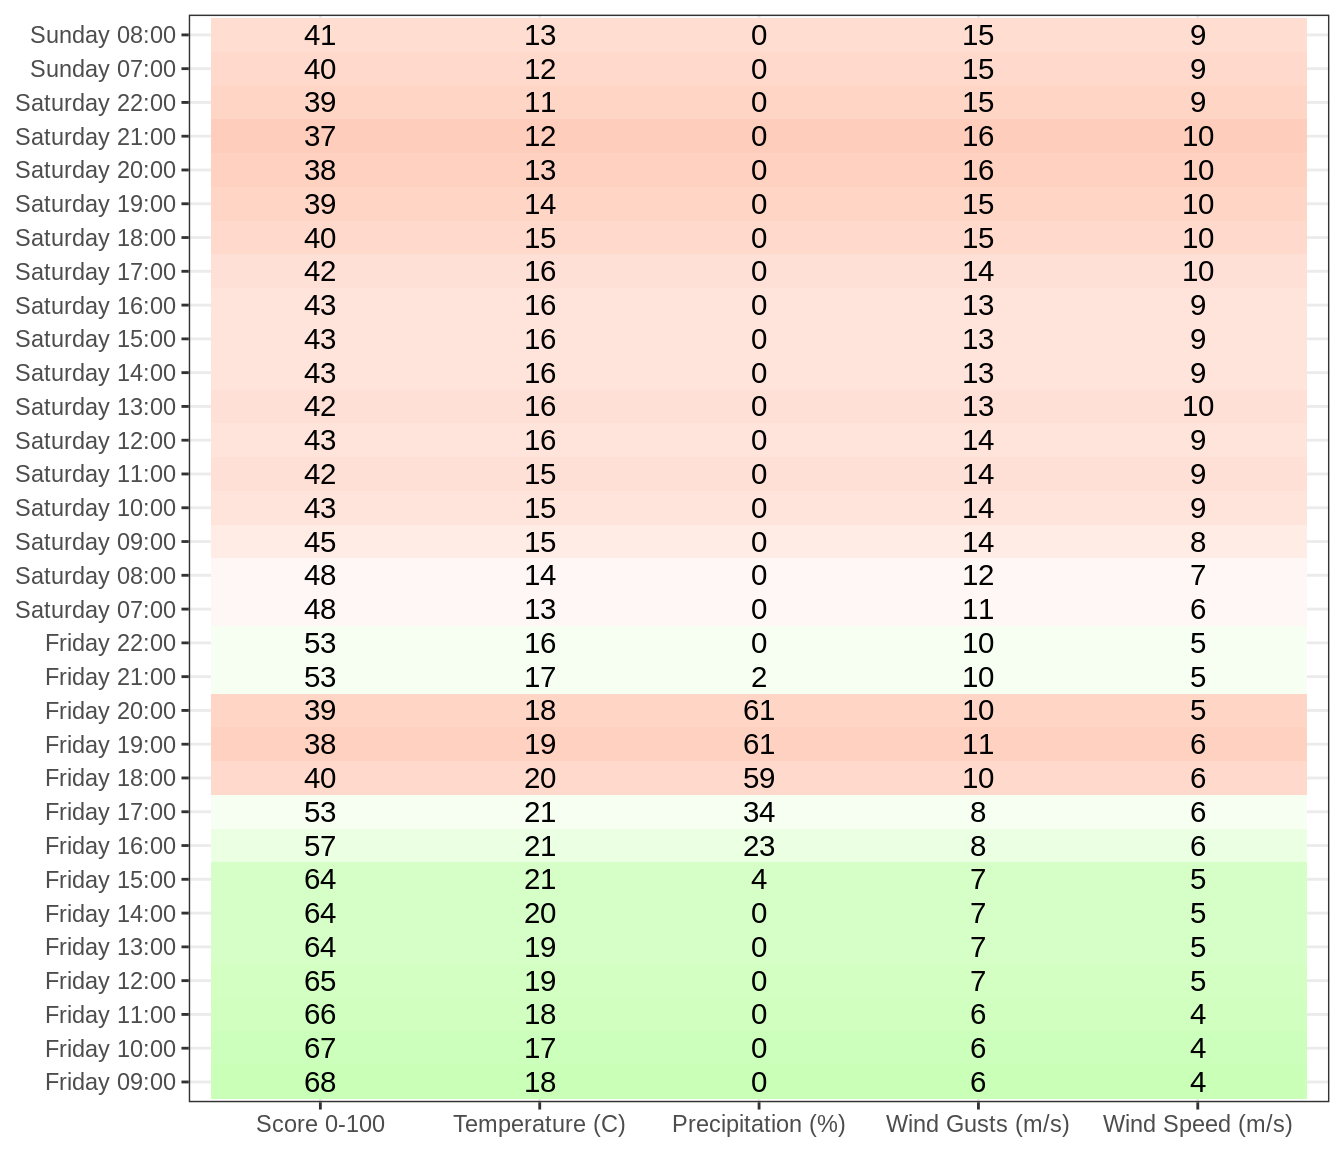 Sunday 08:00 41 13 0 15 9
Sunday 07:00 40 12 0 15 9
Saturday 22:00 39 11 0 15 9
Saturday 21:00 37 12 0 16 10
Saturday 20:00 38 13 0 16 10
Saturday 19:00 39 14 0 15 10
Saturday 18:00 40 15 0 15 10
Saturday 17:00 42 16 0 14 10
Saturday 16:00 43 16 0 13 9
Saturday 15:00 43 16 0 13 9
Saturday 14:00 43 16 0 13 9
Saturday 13:00 42 16 0 13 10
Saturday 12:00 43 16 0 14 9
Saturday 11:00 42 15 0 14 9
Saturday 10:00 43 15 0 14 9
Saturday 09:00 45 15 0 14 8
Saturday 08:00 48 14 0 12 7
Saturday 07:00 48 13 0 11 6
Friday 22:00 53 16 0 10 5
Friday 21:00 53 17 2 10 5
Friday 20:00 39 18 61 10 5
Friday 19:00 38 19 61 11 6
Friday 18:00 40 20 59 10 6
Friday 17:00 53 21 34 8 6
Friday 16:00 57 21 23 8 6
Friday 15:00 64 21 4 7 5
Friday 14:00 64 20 0 7 5
Friday 13:00 64 19 0 7 5
Friday 12:00 65 19 0 7 5
Friday 11:00 66 18 0 6 4
Friday 10:00 67 17 0 6 4
Friday 09:00 68 18 0 6 4
Score 0-100 Temperature (C) Precipitation (%) Wind Gusts (m/s) Wind Speed (m/s)